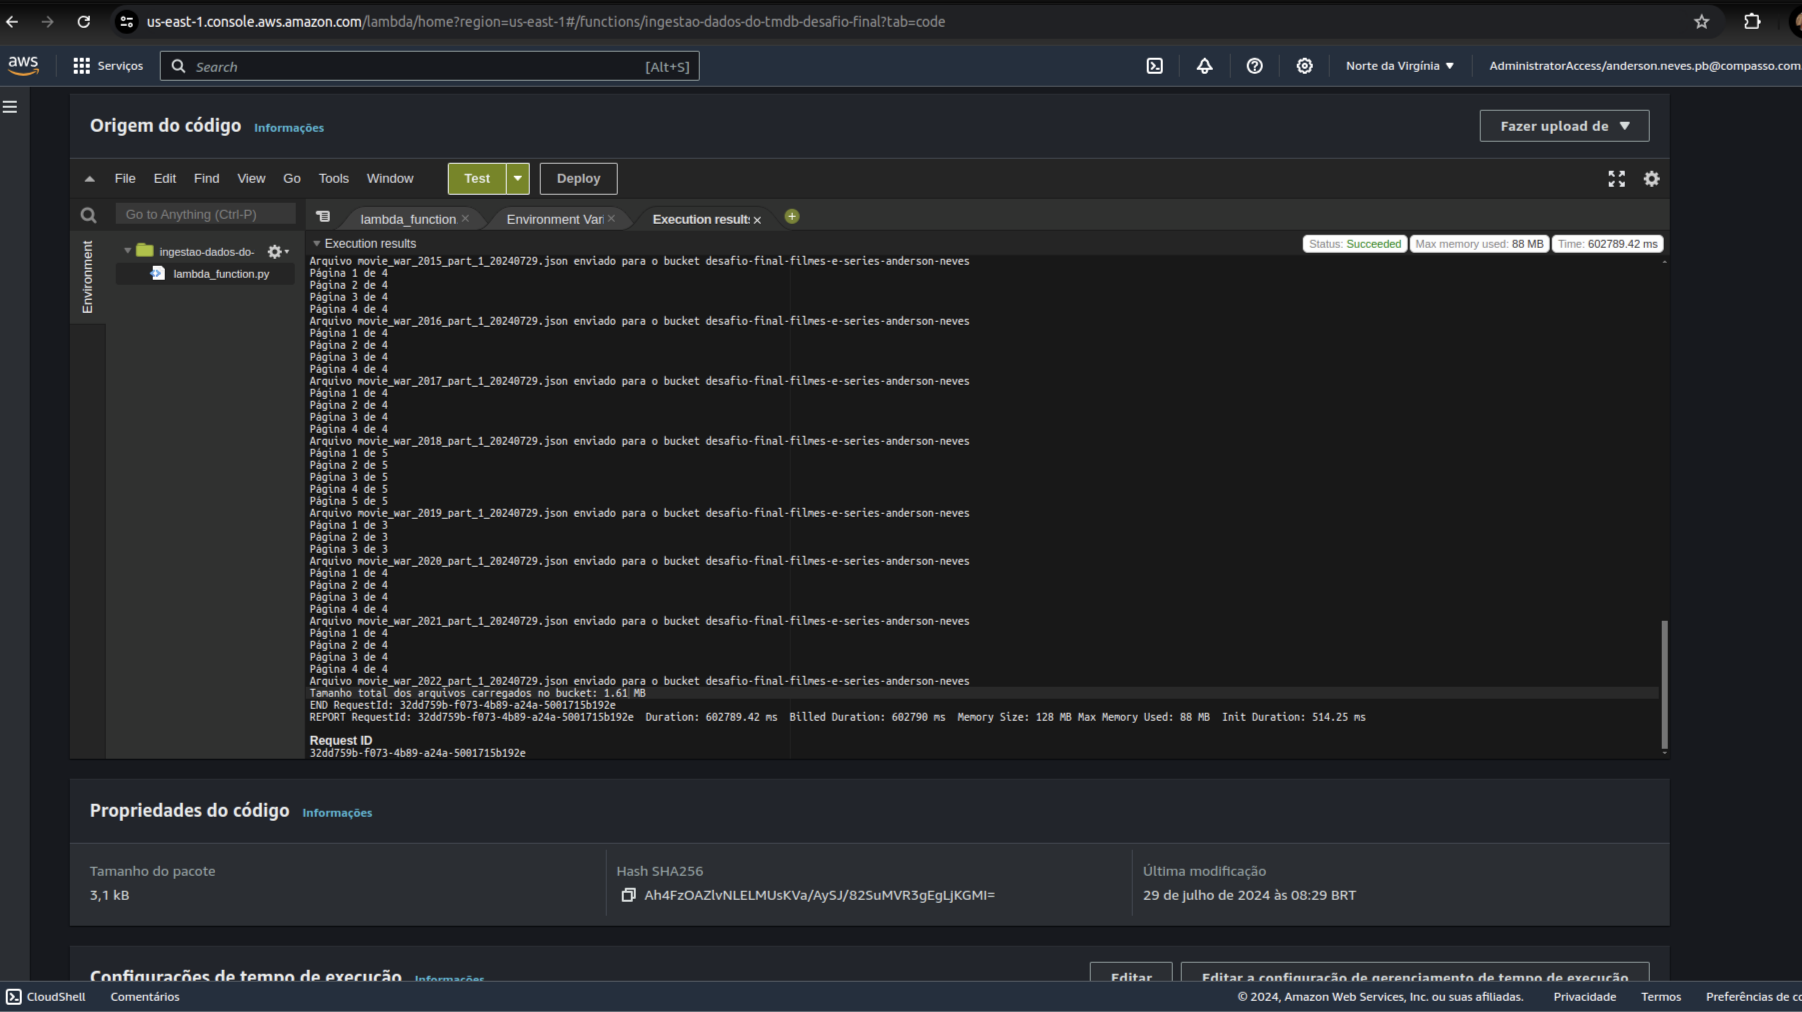 us-east-1.console.aws.amazon.com/lambda/home?region=us-east-1#/functions/ingestao-dados-do-tmdb-desafio-final?tab=code
aws
Serviços
Search
[Alt+S]
Norte da Virgínia
AdministratorAccess/anderson.neves.pb@compasso.com
Origem do código
Informações
Fazer upload de
File
Edit
Find
View
Go
Tools
Window
Test
Deploy
Go to Anything (Ctrl-P)
lambda_function
Environment Var
Execution results
Environment
ingestao-dados-do-
lambda_function.py
Execution results
Status: Succeeded
Max memory used: 88 MB
Time: 602789.42 ms
Arquivo movie_war_2015_part_1_20240729.json enviado para o bucket desafio-final-filmes-e-series-anderson-neves
Página 1 de 4
Página 2 de 4
Página 3 de 4
Página 4 de 4
Arquivo movie_war_2016_part_1_20240729.json enviado para o bucket desafio-final-filmes-e-series-anderson-neves
Página 1 de 4
Página 2 de 4
Página 3 de 4
Página 4 de 4
Arquivo movie_war_2017_part_1_20240729.json enviado para o bucket desafio-final-filmes-e-series-anderson-neves
Página 1 de 4
Página 2 de 4
Página 3 de 4
Página 4 de 4
Arquivo movie_war_2018_part_1_20240729.json enviado para o bucket desafio-final-filmes-e-series-anderson-neves
Página 1 de 5
Página 2 de 5
Página 3 de 5
Página 4 de 5
Página 5 de 5
Arquivo movie_war_2019_part_1_20240729.json enviado para o bucket desafio-final-filmes-e-series-anderson-neves
Página 1 de 3
Página 2 de 3
Página 3 de 3
Arquivo movie_war_2020_part_1_20240729.json enviado para o bucket desafio-final-filmes-e-series-anderson-neves
Página 1 de 4
Página 2 de 4
Página 3 de 4
Página 4 de 4
Arquivo movie_war_2021_part_1_20240729.json enviado para o bucket desafio-final-filmes-e-series-anderson-neves
Página 1 de 4
Página 2 de 4
Página 3 de 4
Página 4 de 4
Arquivo movie_war_2022_part_1_20240729.json enviado para o bucket desafio-final-filmes-e-series-anderson-neves
Tamanho total dos arquivos carregados no bucket: 1.61 MB
END RequestId: 32dd759b-f073-4b89-a24a-5001715b192e
REPORT RequestId: 32dd759b-f073-4b89-a24a-5001715b192e Duration: 602789.42 ms Billed Duration: 602790 ms Memory Size: 128 MB Max Memory Used: 88 MB Init Duration: 514.25 ms
Request ID
32dd759b-f073-4b89-a24a-5001715b192e
Propriedades do código
Informações
Tamanho do pacote
3,1 kB
Hash SHA256
Ah4FzOAZlvNLELMUsKVa/AySJ/82SuMVR3gEgLjKGMI=
Última modificação
29 de julho de 2024 às 08:29 BRT
Configurações de tempo de execução
Informações
Editar
Editar a configuração de gerenciamento de tempo de execução
CloudShell
Comentários
© 2024, Amazon Web Services, Inc. ou suas afiliadas.
Privacidade
Termos
Preferências de co